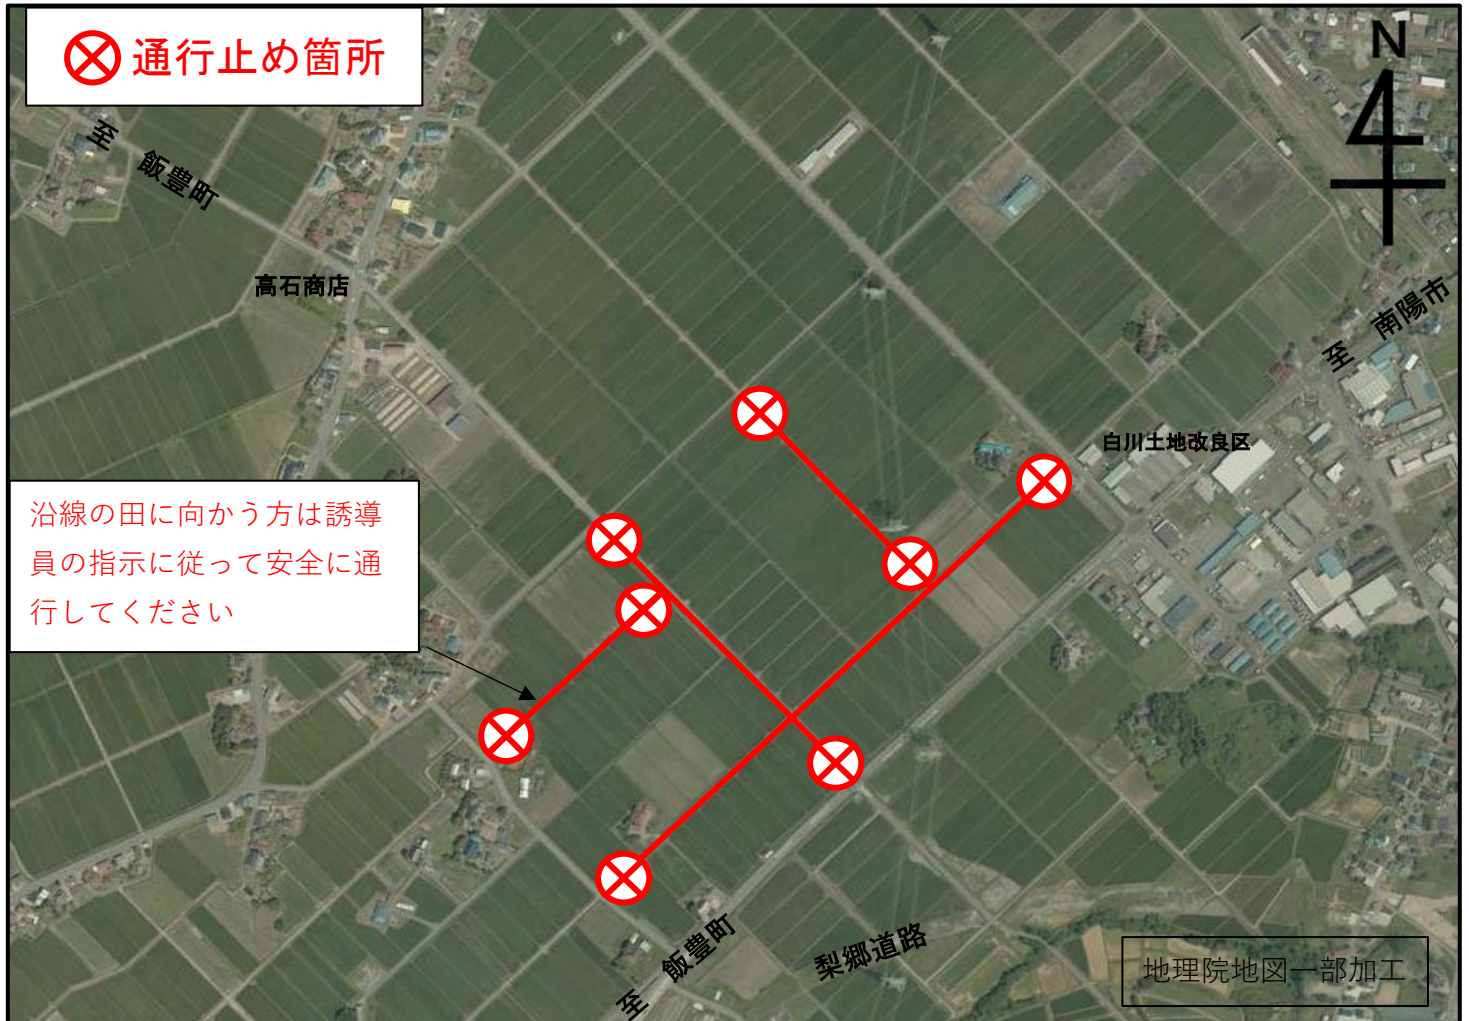 通行止め箇所
N
至 飯豊町
高石商店
至 南陽市
白川土地改良区
沿線の田に向かう方は誘導
員の指示に従って安全に通
行してください
至 飯豊町
梨郷道路
地理院地図一部加工